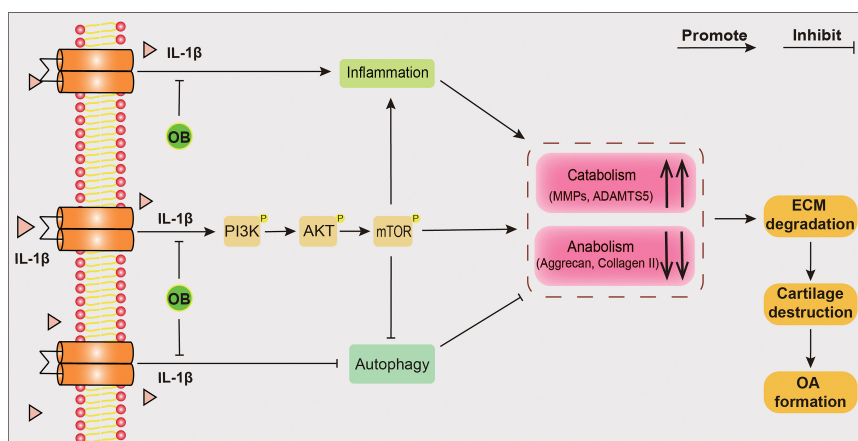 Promote
Inhibit
IL-1β
Inflammation
OB
Catabolism
(MMPs, ADAMTS5)
IL-1β
P
P
P
PI3K
AKT
mTOR
IL-1β
Anabolism
(Aggrecan, Collagen II)
ECM
degradation
OB
Cartilage
destruction
Autophagy
IL-1β
OA
formation